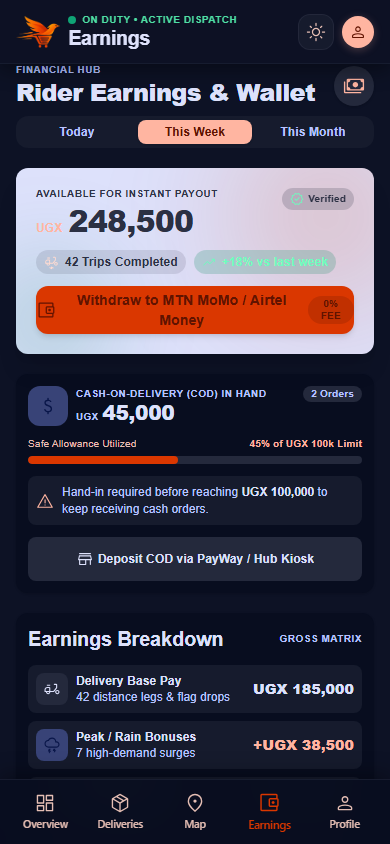 ON DUTY • ACTIVE DISPATCH
Earnings
FINANCIAL HUB
Rider Earnings & Wallet
Today
This Week
This Month
AVAILABLE FOR INSTANT PAYOUT
Verified
UGX 248,500
42 Trips Completed
+18% vs last week
Withdraw to MTN MoMo / Airtel
Money
0%
FEE
CASH-ON-DELIVERY (COD) IN HAND
2 Orders
UGX 45,000
Safe Allowance Utilized
45% of UGX 100k Limit
Hand-in required before reaching UGX 100,000 to
keep receiving cash orders.
Deposit COD via PayWay / Hub Kiosk
Earnings Breakdown
GROSS MATRIX
Delivery Base Pay
42 distance legs & flag drops
UGX 185,000
Peak / Rain Bonuses
7 high-demand surges
+UGX 38,500
Overview
Deliveries
Map
Earnings
Profile